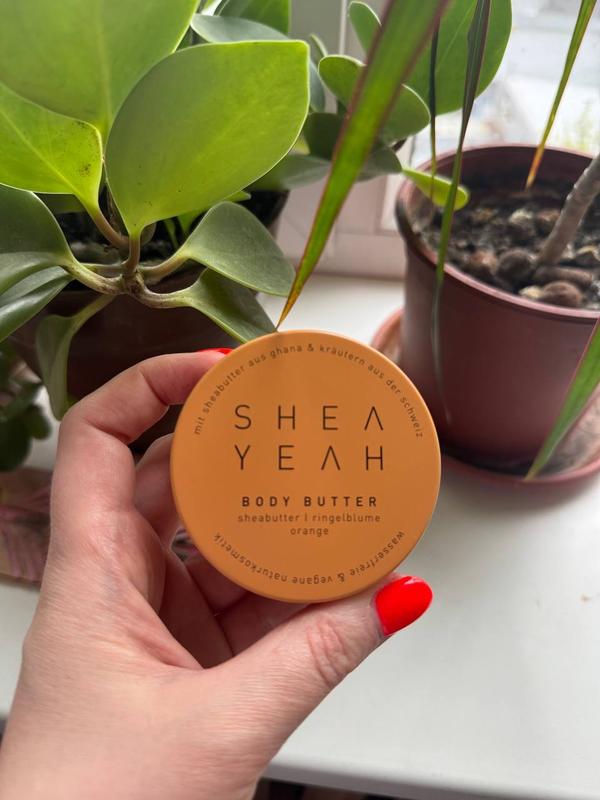 mit sheabutter aus ghana & kräutern aus der schweiz
SHEA
YEAH
BODY BUTTER
sheabutter | ringelblume
orange
wasserfreie & vegane naturkosmetik